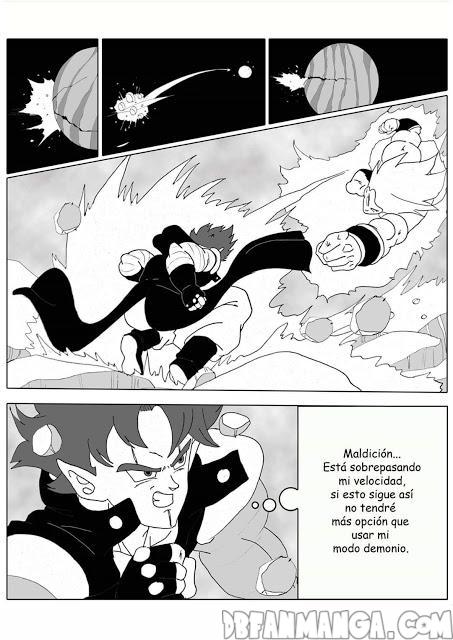 Maldición...
Está sobrepasando
mi velocidad,
si esto sigue así
no tendré
más opción que
usar mi
modo demonio.
DBFANMANGA.COM